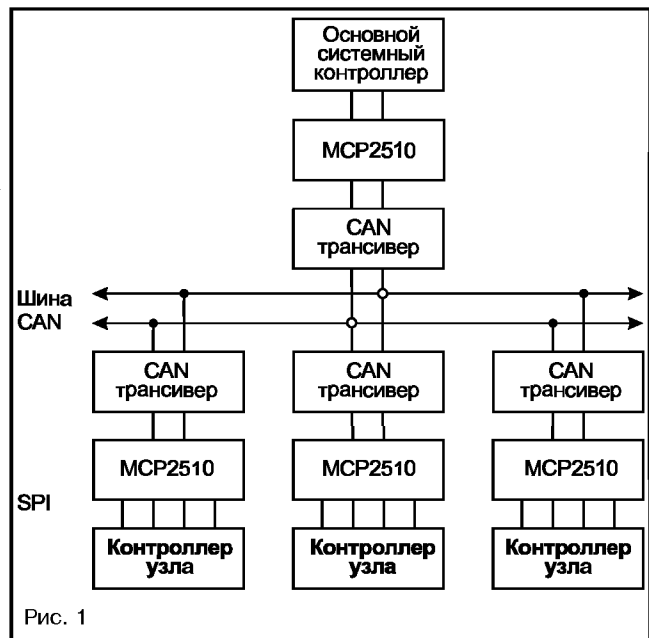 Основной
системный
контроллер
MCP2510
CAN
трансивер
Шина
CAN
CAN
трансивер
CAN
трансивер
CAN
трансивер
MCP2510
MCP2510
MCP2510
SPI
Контроллер
узла
Контроллер
узла
Контроллер
узла
Рис. 1